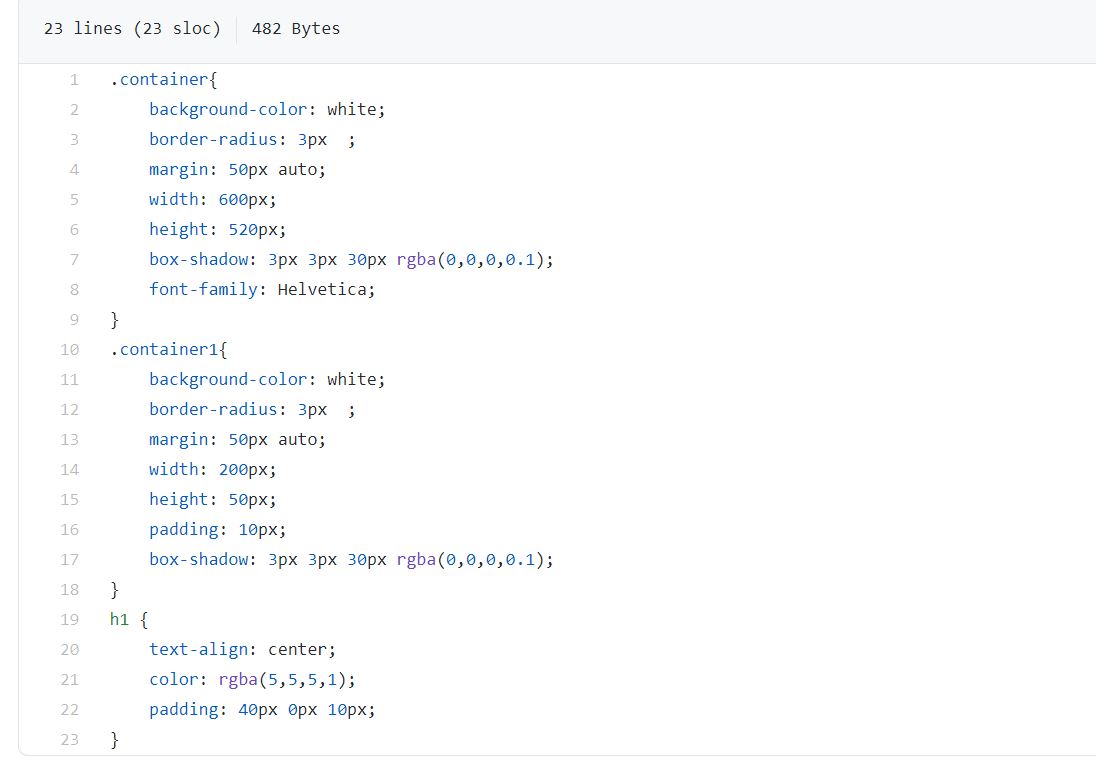 23 lines (23 sloc) 482 Bytes
1 .container{
2     background-color: white;
3     border-radius: 3px  ;
4     margin: 50px auto;
5     width: 600px;
6     height: 520px;
7     box-shadow: 3px 3px 30px rgba(0,0,0,0.1);
8     font-family: Helvetica;
9 }
10 .container1{
11     background-color: white;
12     border-radius: 3px  ;
13     margin: 50px auto;
14     width: 200px;
15     height: 50px;
16     padding: 10px;
17     box-shadow: 3px 3px 30px rgba(0,0,0,0.1);
18 }
19 h1 {
20     text-align: center;
21     color: rgba(5,5,5,1);
22     padding: 40px 0px 10px;
23 }